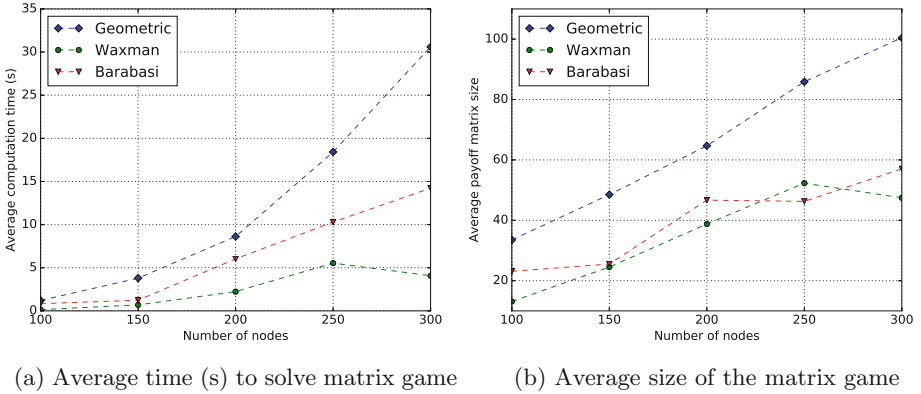 35
30
25
20
15
10
5
0
Average computation time (s)
Geometric
Waxman
Barabasi
100 150 200 250 300
Number of nodes
(a) Average time (s) to solve matrix game
100
80
60
40
20
Average payoff matrix size
Geometric
Waxman
Barabasi
100 150 200 250 300
Number of nodes
(b) Average size of the matrix game